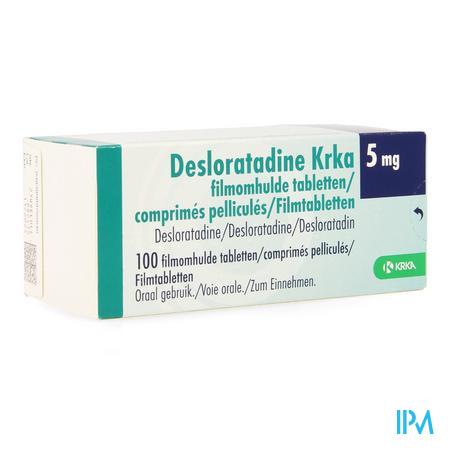 Desloratadine Krka
5 mg
filmomhulde tabletten/
comprimés pelliculés/Filmtabletten
Desloratadine/Desloratadine/Desloratadin
100 filmomhulde tabletten/comprimés pelliculés/
Filmtabletten
Oraal gebruik./Voie orale./Zum Einnehmen.
KRKA
IPM